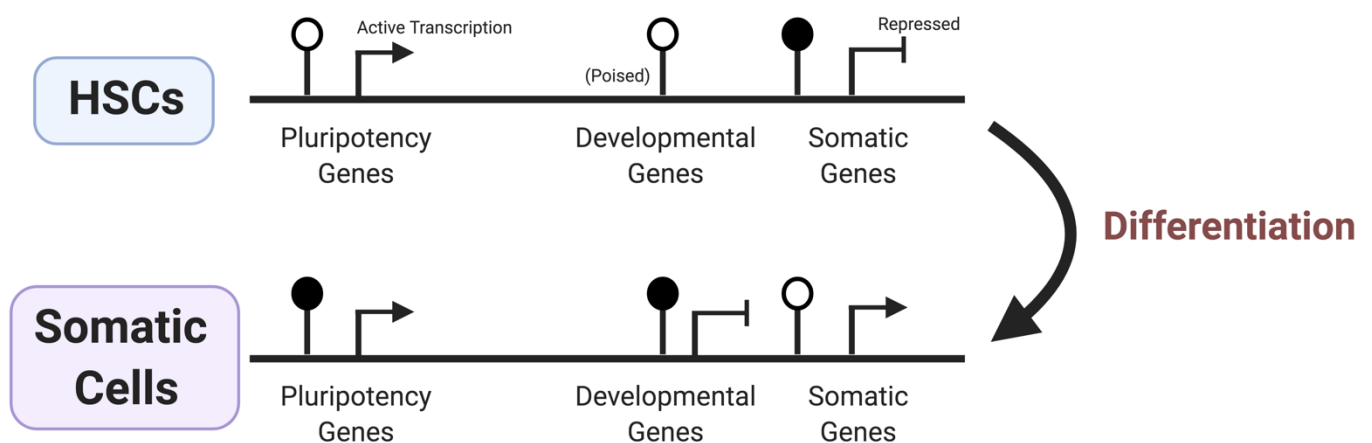 Active Transcription
Repressed
(Poised)
HSCs
Pluripotency
Genes
Developmental
Genes
Somatic
Genes
Differentiation
Somatic
Cells
Pluripotency
Genes
Developmental
Genes
Somatic
Genes